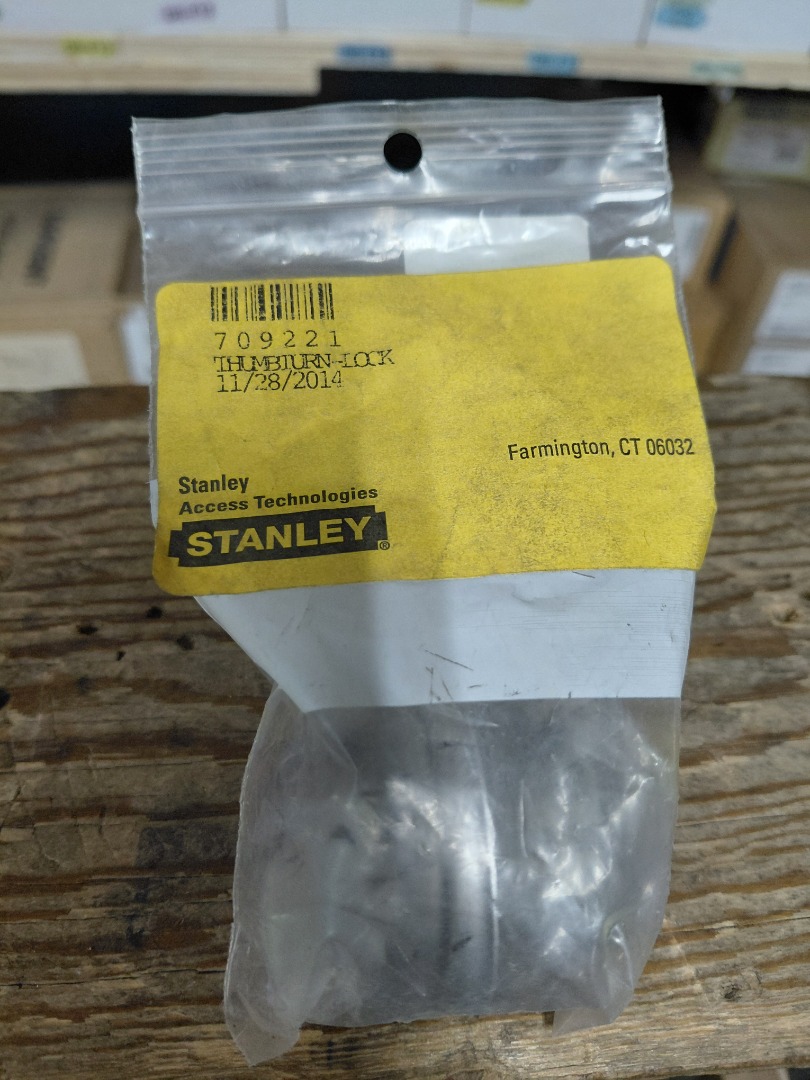 709221
THUMBTURN-LOCK
11/28/2014
Farmington, CT 06032
Stanley
Access Technologies
STANLEY®